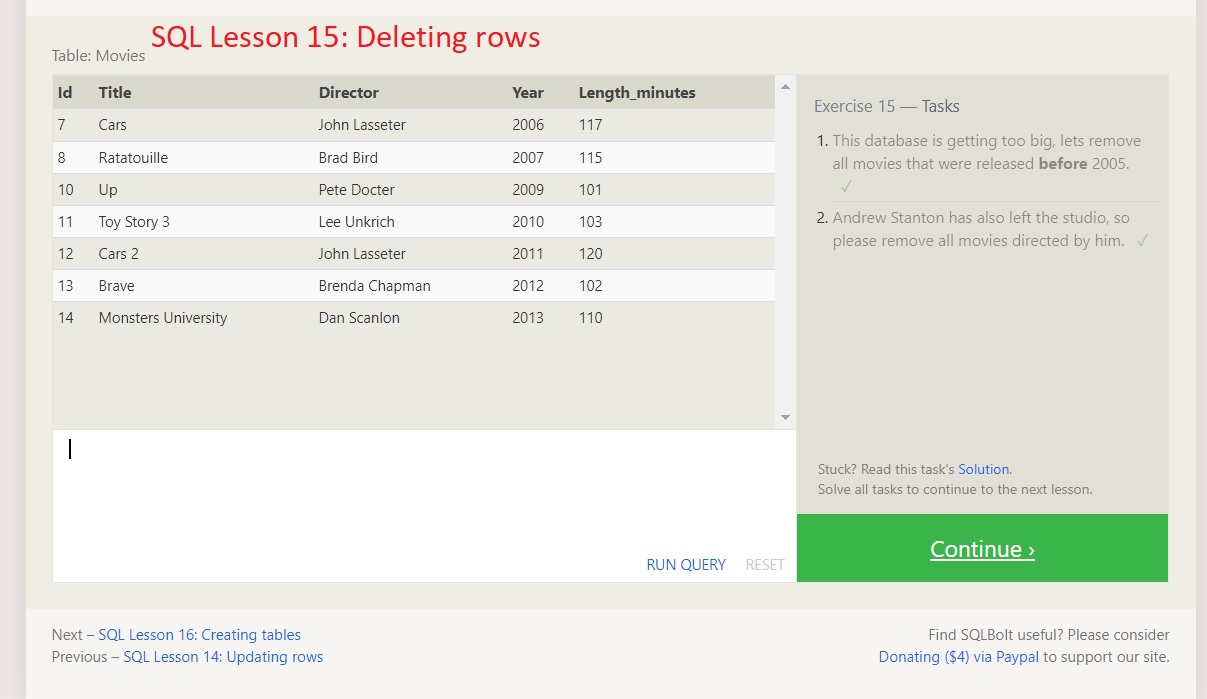 SQL Lesson 15: Deleting rows
Table: Movies
Id Title Director Year Length_minutes
7 Cars John Lasseter 2006 117
8 Ratatouille Brad Bird 2007 115
10 Up Pete Docter 2009 101
11 Toy Story 3 Lee Unkrich 2010 103
12 Cars 2 John Lasseter 2011 120
13 Brave Brenda Chapman 2012 102
14 Monsters University Dan Scanlon 2013 110
RUN QUERY RESET
Exercise 15 — Tasks
1. This database is getting too big, lets remove
all movies that were released before 2005.
✓
2. Andrew Stanton has also left the studio, so
please remove all movies directed by him. ✓
Stuck? Read this task's Solution.
Solve all tasks to continue to the next lesson.
Continue ›
Next – SQL Lesson 16: Creating tables
Previous – SQL Lesson 14: Updating rows
Find SQLBolt useful? Please consider
Donating ($4) via Paypal to support our site.